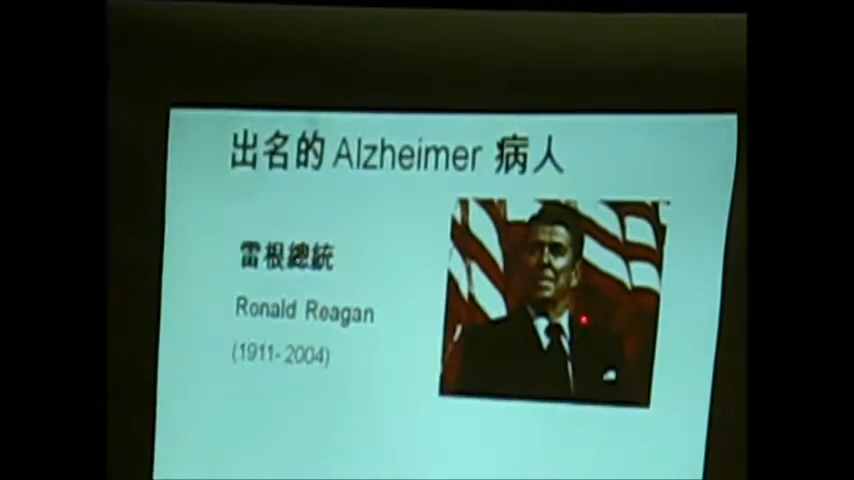 出名的 Alzheimer 病人
雷根總統
Ronald Reagan
(1911-2004)